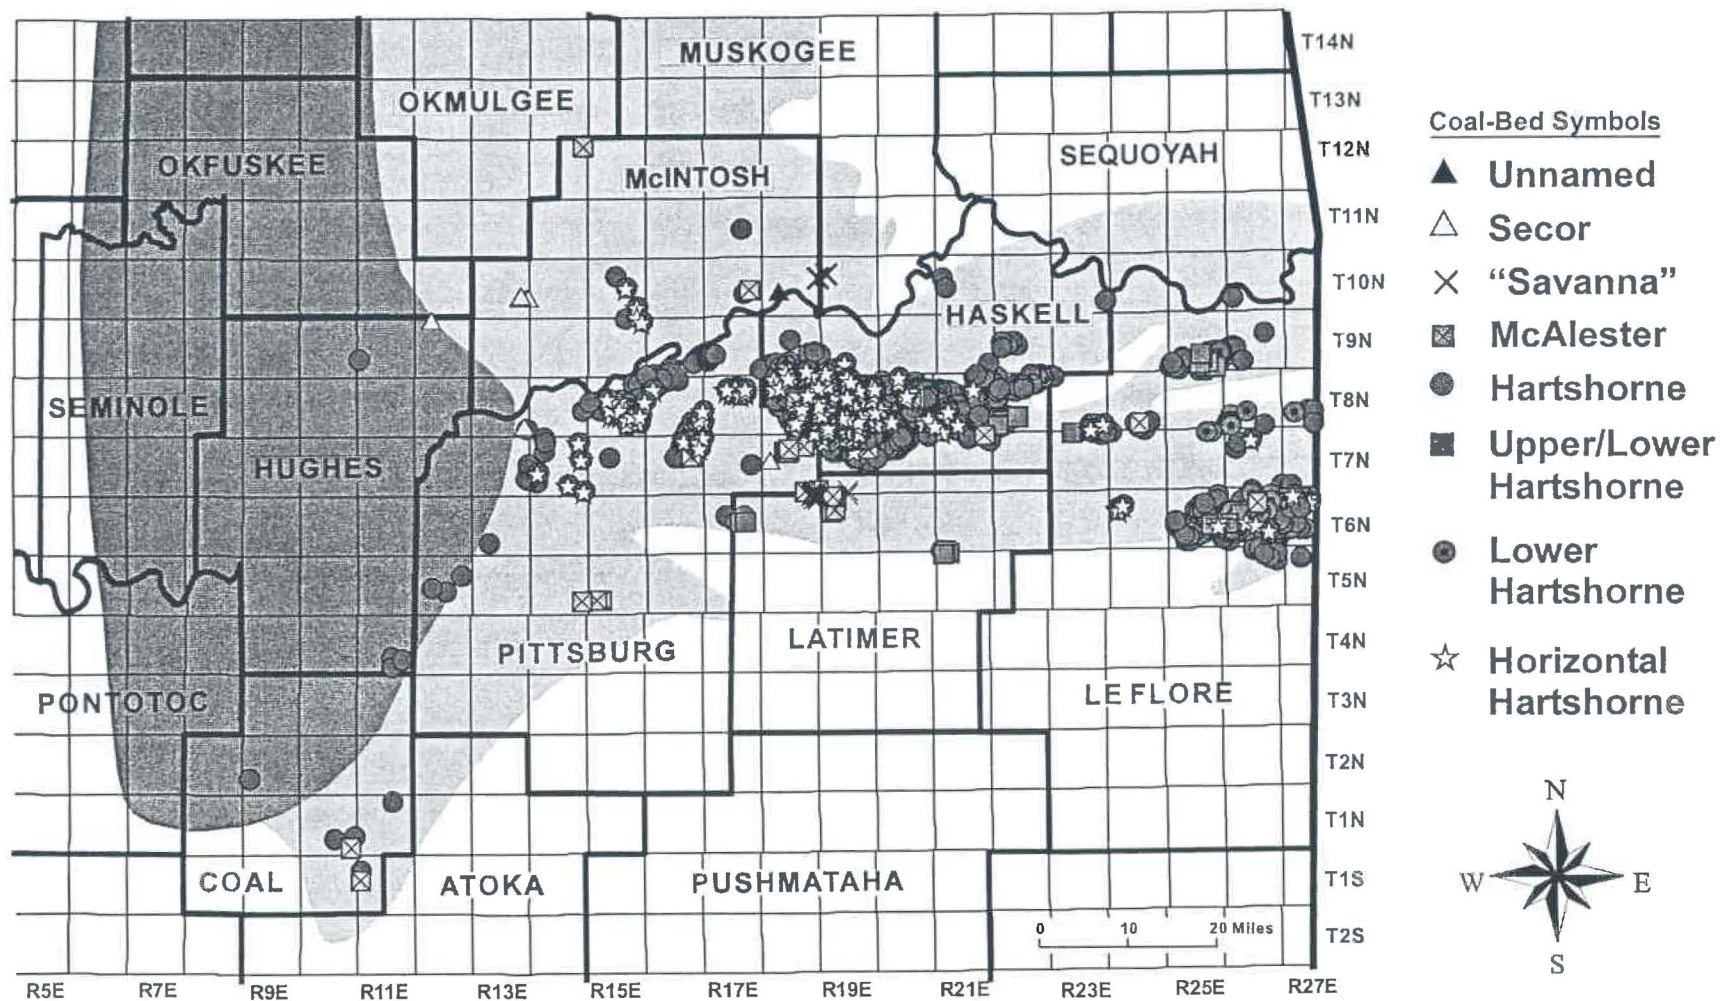 MUSKOGEE
T14N
OKMULGEE
T13N
Coal-Bed Symbols
OKFUSKEE
McINTOSH
SEQUOYAH
T12N
Unnamed
T11N
Secor
T10N
“Savanna”
HASKELL
T9N
McAlester
SEMINOLE
T8N
Hartshorne
HUGHES
T7N
Upper/Lower
Hartshorne
T6N
Lower
Hartshorne
T5N
PITTSBURG
LATIMER
T4N
Horizontal
Hartshorne
PONTOTOC
LE FLORE
T3N
T2N
N
T1N
COAL
ATOKA
PUSHMATAHA
T1S
W
E
0 10 20 Miles
T2S
S
R5E R7E R9E R11E R13E R15E R17E R19E R21E R23E R25E R27E